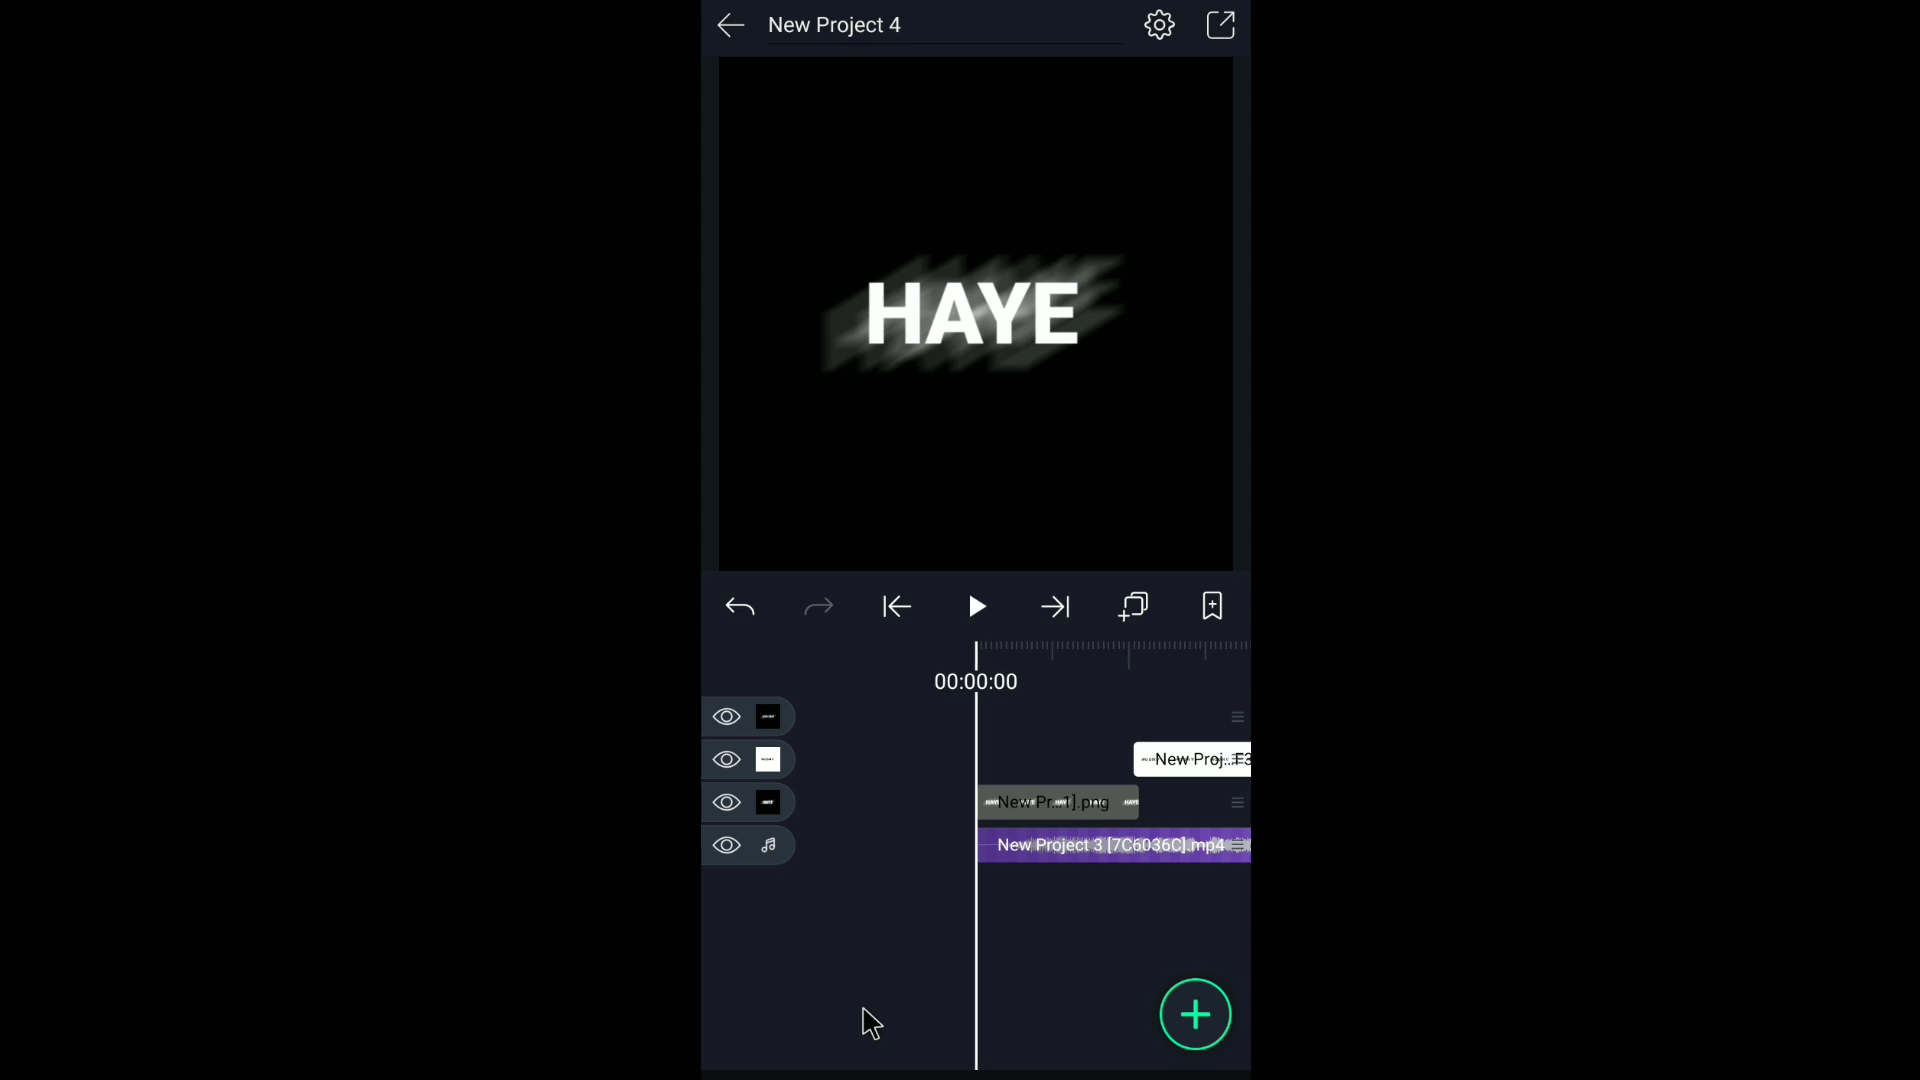 New Project 4
HAYE
00:00:00
New Proj...F3
New Pr...1].png
New Project 3 [7C6036C].mp4